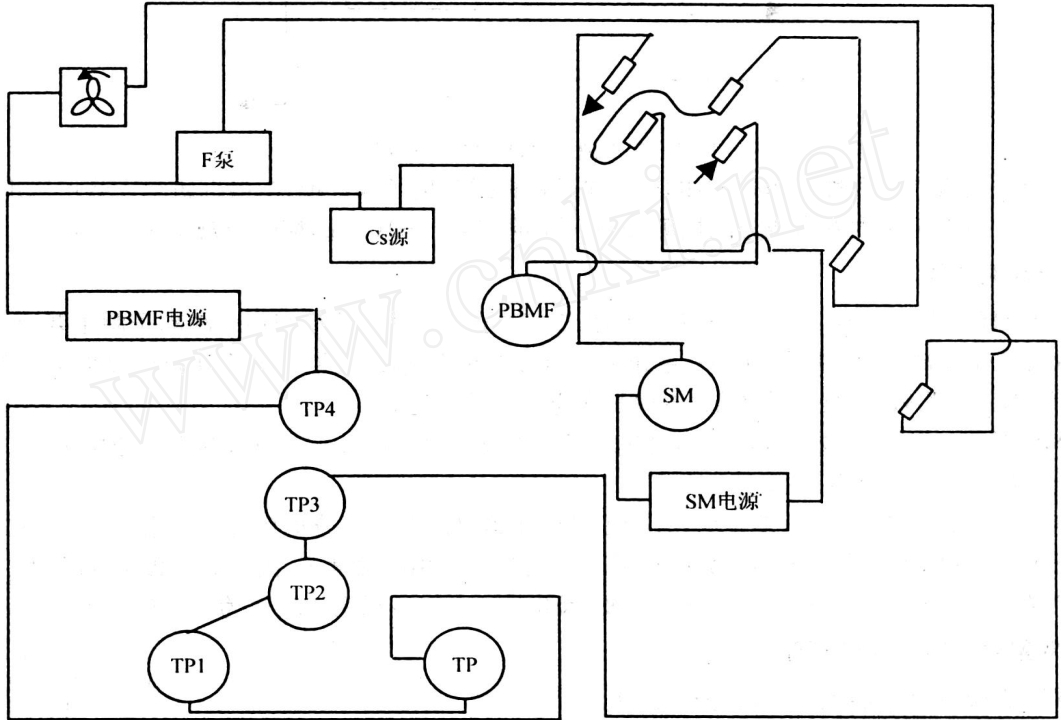 F泵
Cs源
PBMF电源
PBMF
TP4
SM
TP3
SM电源
TP2
TP1
TP
www.cnki.net